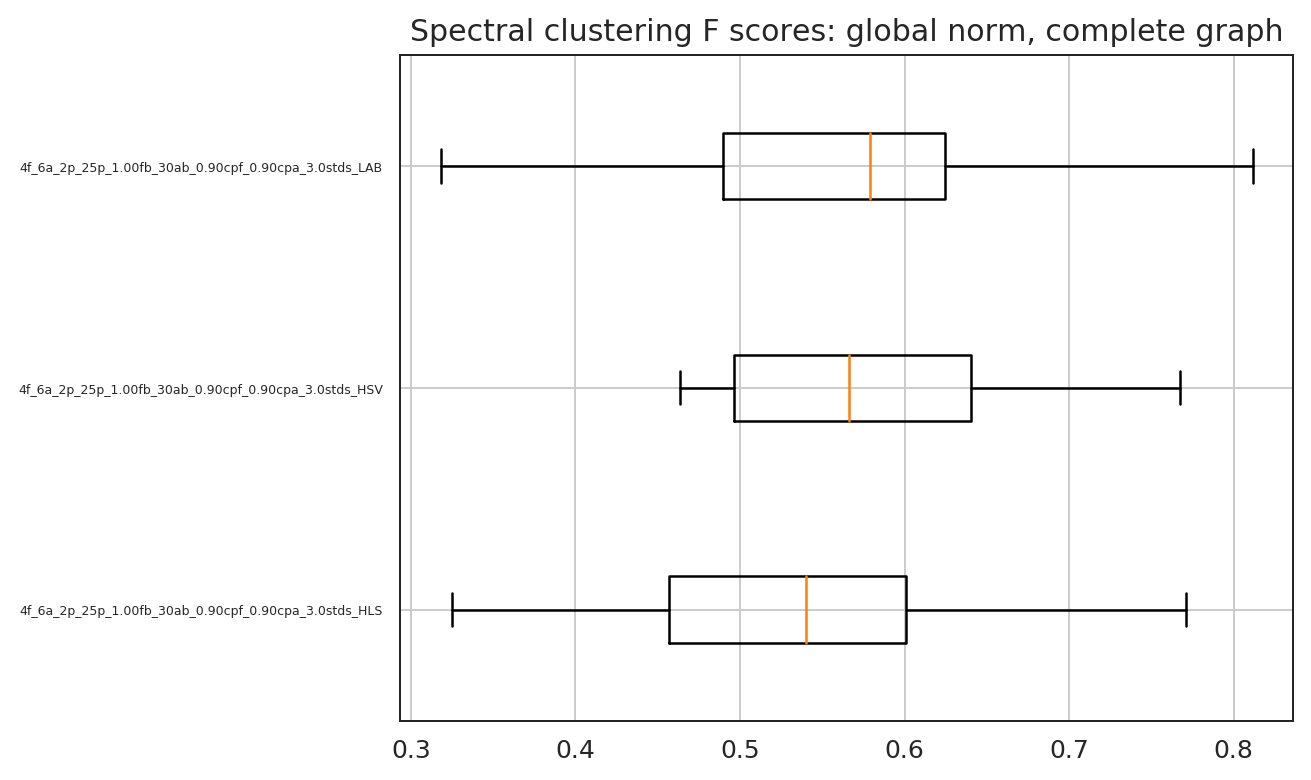 Spectral clustering F scores: global norm, complete graph
4f_6a_2p_25p_1.00fb_30ab_0.90cpf_0.90cpa_3.0stds_LAB
4f_6a_2p_25p_1.00fb_30ab_0.90cpf_0.90cpa_3.0stds_HSV
4f_6a_2p_25p_1.00fb_30ab_0.90cpf_0.90cpa_3.0stds_HLS
0.3 0.4 0.5 0.6 0.7 0.8